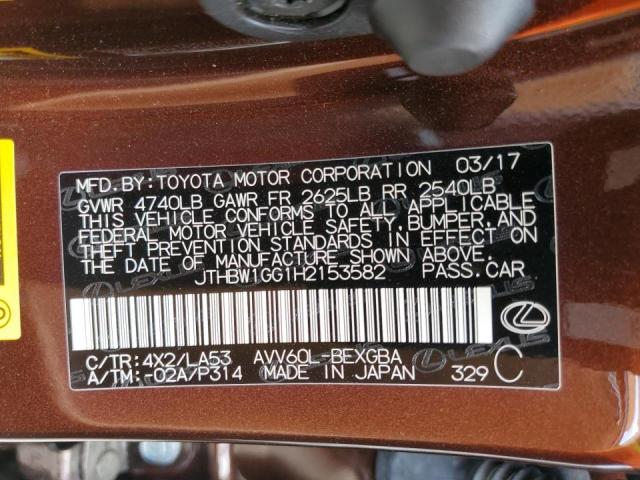 MFD.BY:TOYOTA MOTOR CORPORATION 03/17
GVWR 4740LB GAWR FR 2625LB RR 2540LB
THIS VEHICLE CONFORMS TO ALL APPLICABLE
FEDERAL MOTOR VEHICLE SAFETY,BUMPER,AND
THEFT PREVENTION STANDARDS IN EFFECT ON
THE DATE OF MANUFACTURE SHOWN ABOVE.
JTHBW1GG1H2153582 PASS.CAR
C/TR:4X2/LA53 AVV60L-BEXGBA
A/TM:-02A/P314 MADE IN JAPAN 329 C